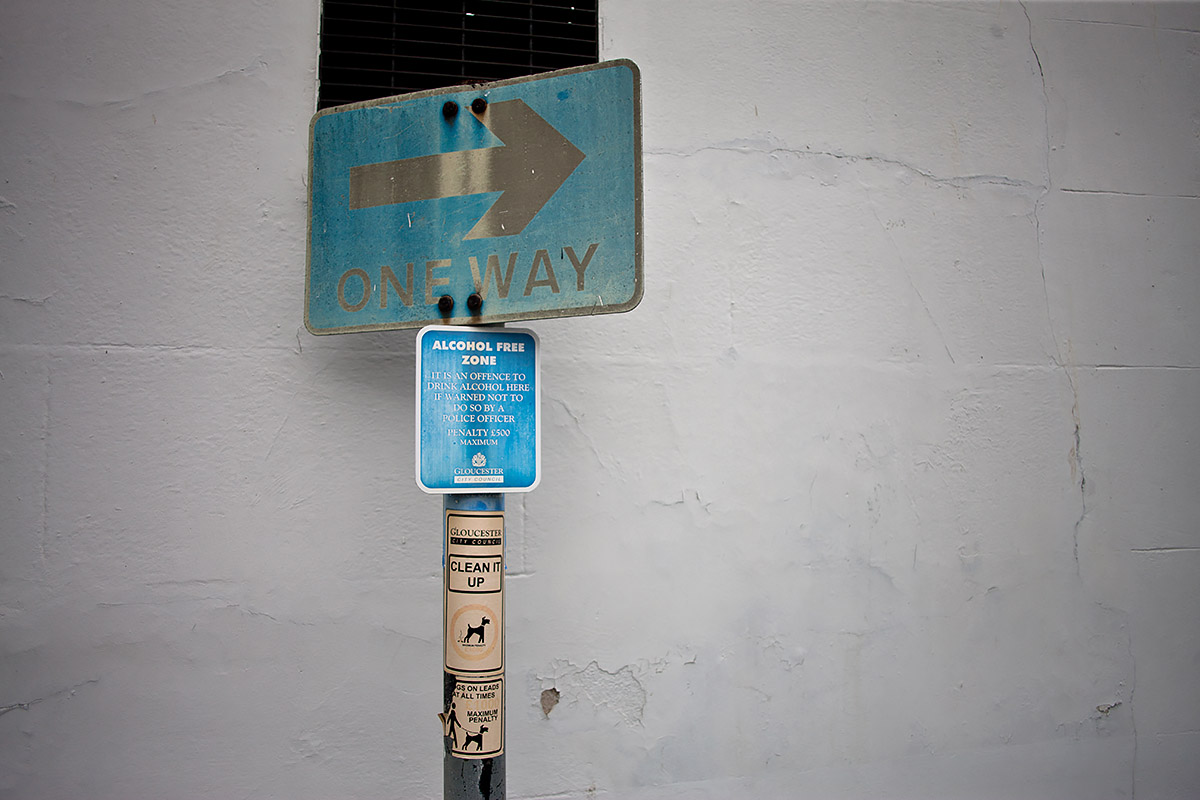 ONE WAY
ALCOHOL FREE
ZONE
IT IS AN OFFENCE TO
DRINK ALCOHOL HERE
IF WARNED NOT TO
DO SO BY A
POLICE OFFICER
PENALTY £500
MAXIMUM
GLOUCESTER
CITY COUNCIL
GLOUCESTER
CITY COUNCIL
CLEAN IT
UP
MAXIMUM PENALTY
GS ON LEADS
AT ALL TIMES
MAXIMUM
PENALTY